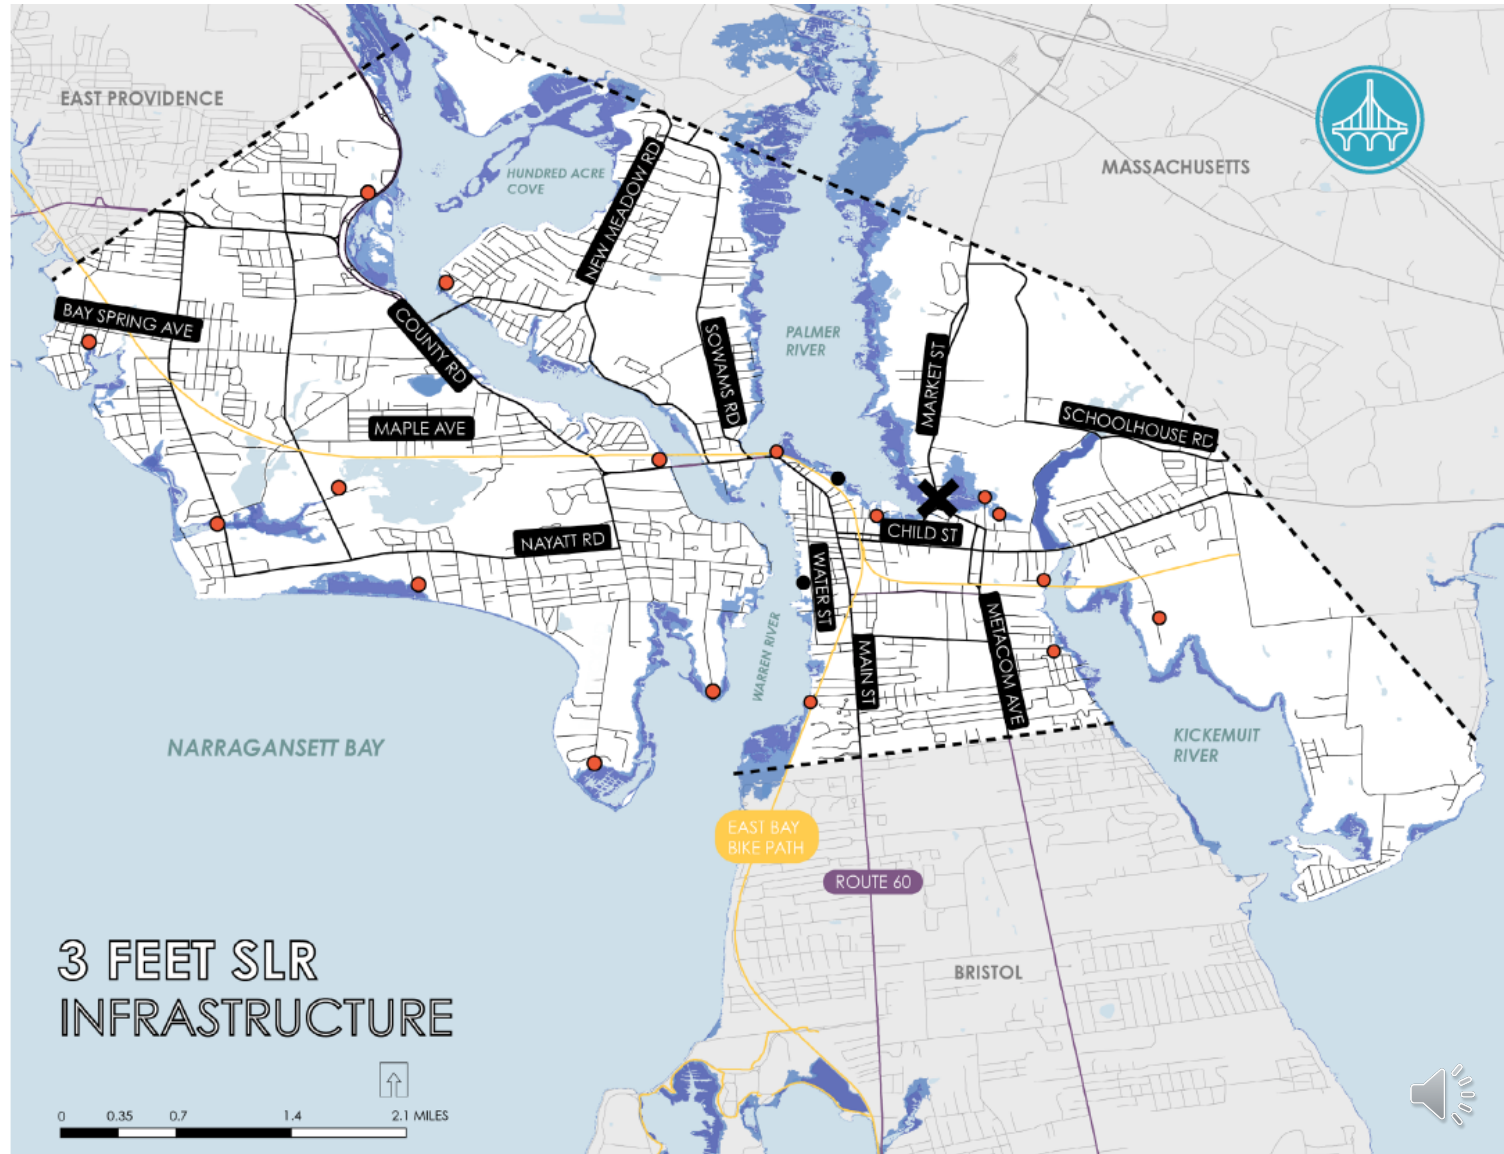 EAST PROVIDENCE
MASSACHUSETTS
HUNDRED ACRE
COVE
NEW MEADOW RD
BAY SPRING AVE
COUNTY RD
PALMER
RIVER
SOWAMS RD
MARKET ST
MAPLE AVE
SCHOOLHOUSE RD
CHILD ST
NAYATT RD
WATER ST
METACOM AVE
MAIN ST
WARREN RIVER
NARRAGANSETT BAY
KICKEMUIT
RIVER
EAST BAY
BIKE PATH
ROUTE 60
BRISTOL
3 FEET SLR
INFRASTRUCTURE
0 0.35 0.7 1.4 2.1 MILES